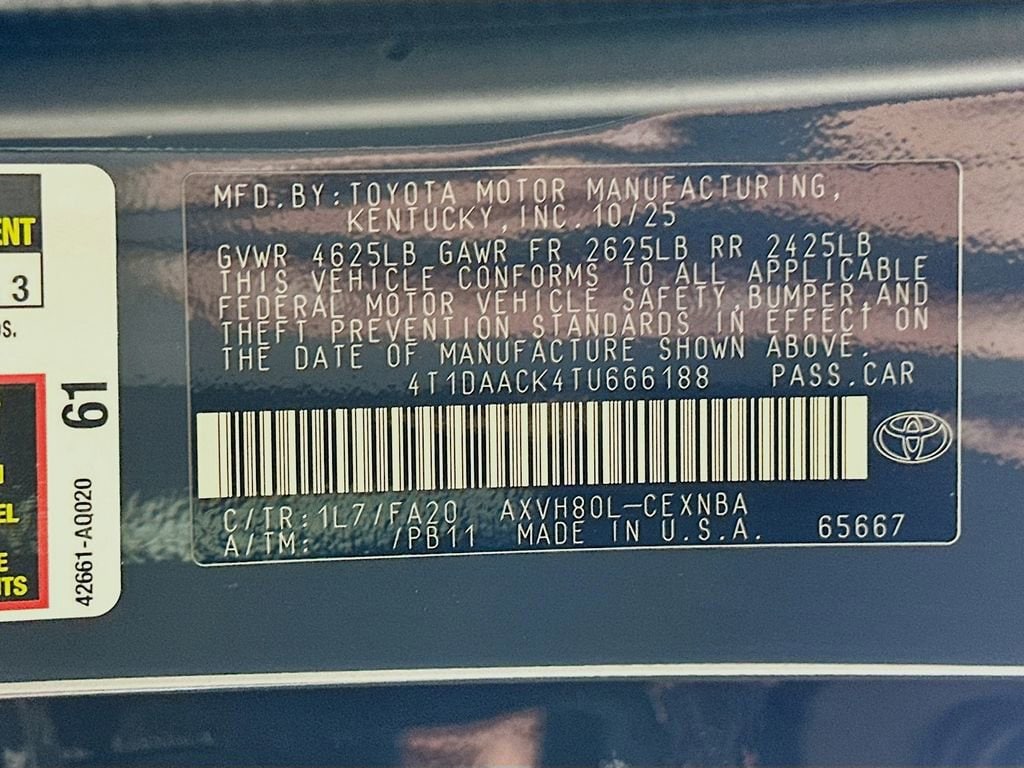 MFD.BY:TOYOTA MOTOR MANUFACTURING,
KENTUCKY,INC.10/25
GVWR 4625LB GAWR FR 2625LB RR 2425LB
THIS VEHICLE CONFORMS TO ALL APPLICABLE
FEDERAL MOTOR VEHICLE SAFETY,BUMPER,AND
THEFT PREVENTION STANDARDS IN EFFECT ON
THE DATE OF MANUFACTURE SHOWN ABOVE.
4T1DAACK4TU666188 PASS.CAR
C/TR:1L7/FA20 AXVH80L-CEXNBA
A/TM: /PB11 MADE IN U.S.A. 65667
ENT
3
OS.
EL
E
ITS
61
42661-A0020